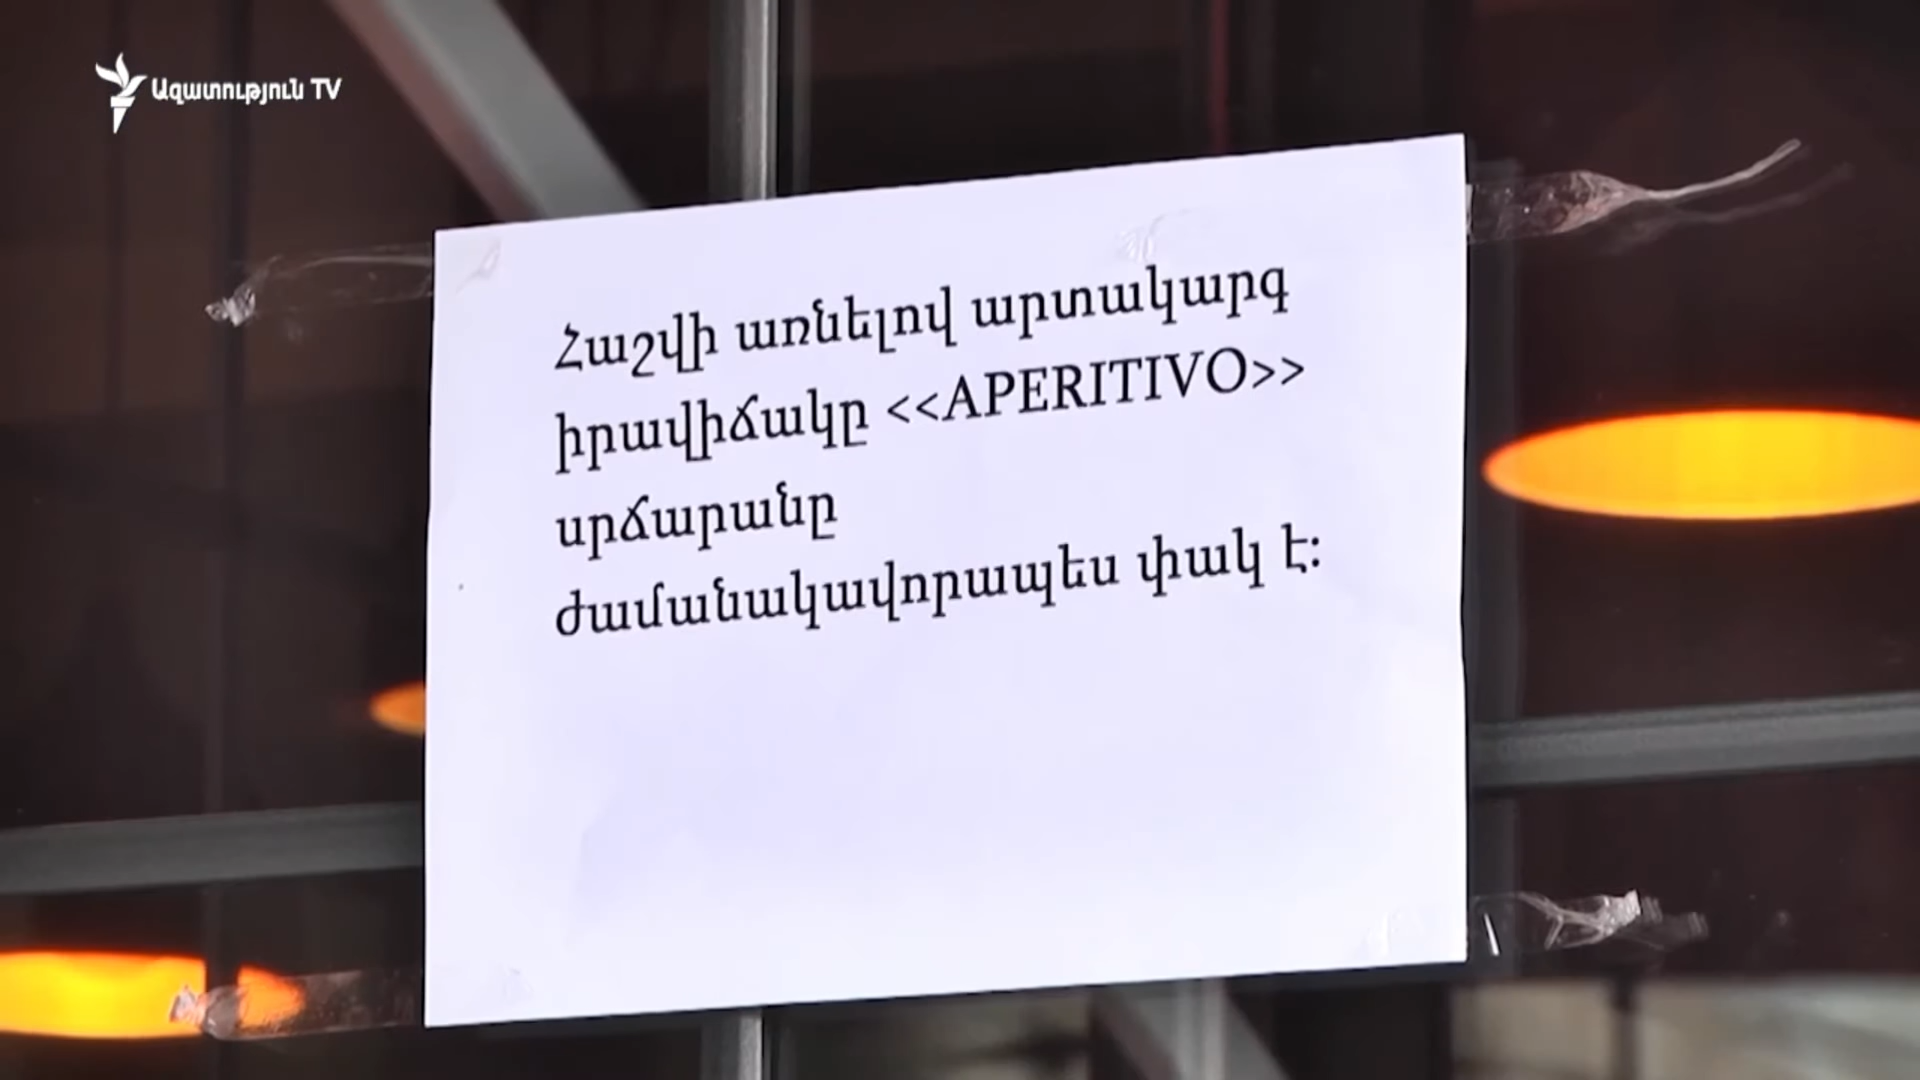 Ազատություն TV
Հաշվի առնելով արտակարգ
իրավիճակը <<APERITIVO>>
սրճարանը
ժամանակավորապես փակ է: